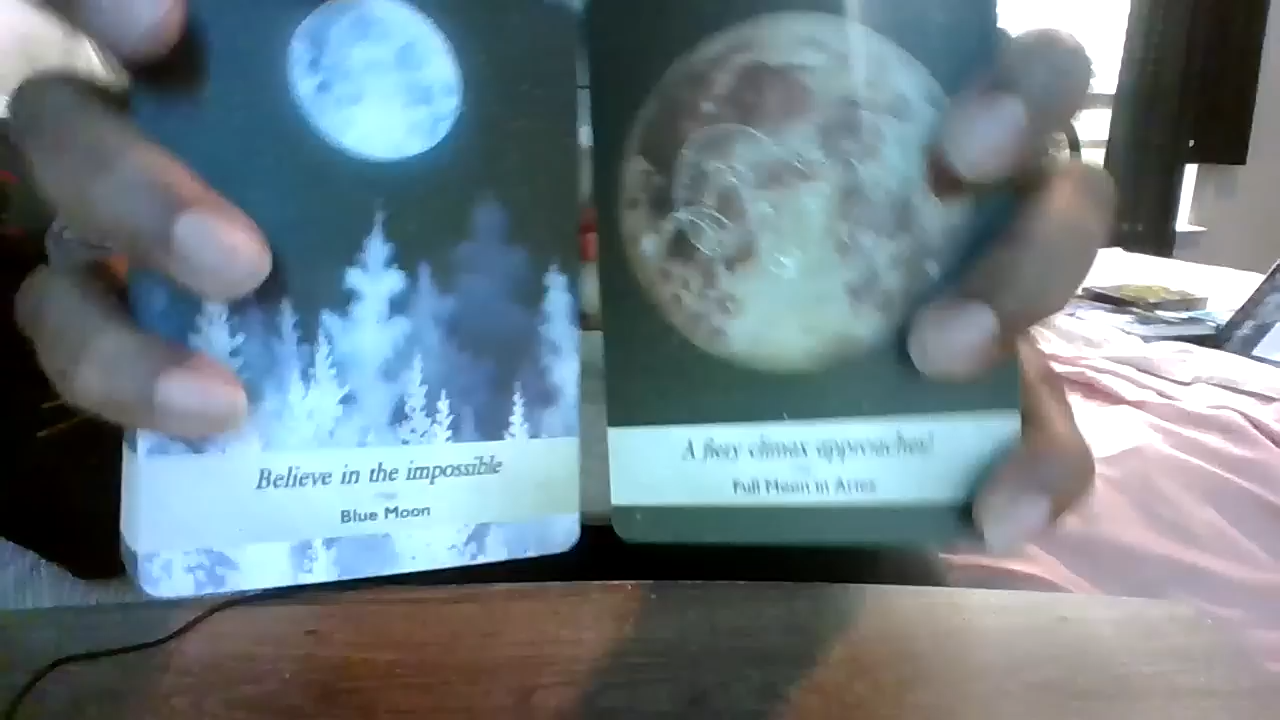 Believe in the impossible
Blue Moon
A fiery climax approaches!
Full Moon in Aries